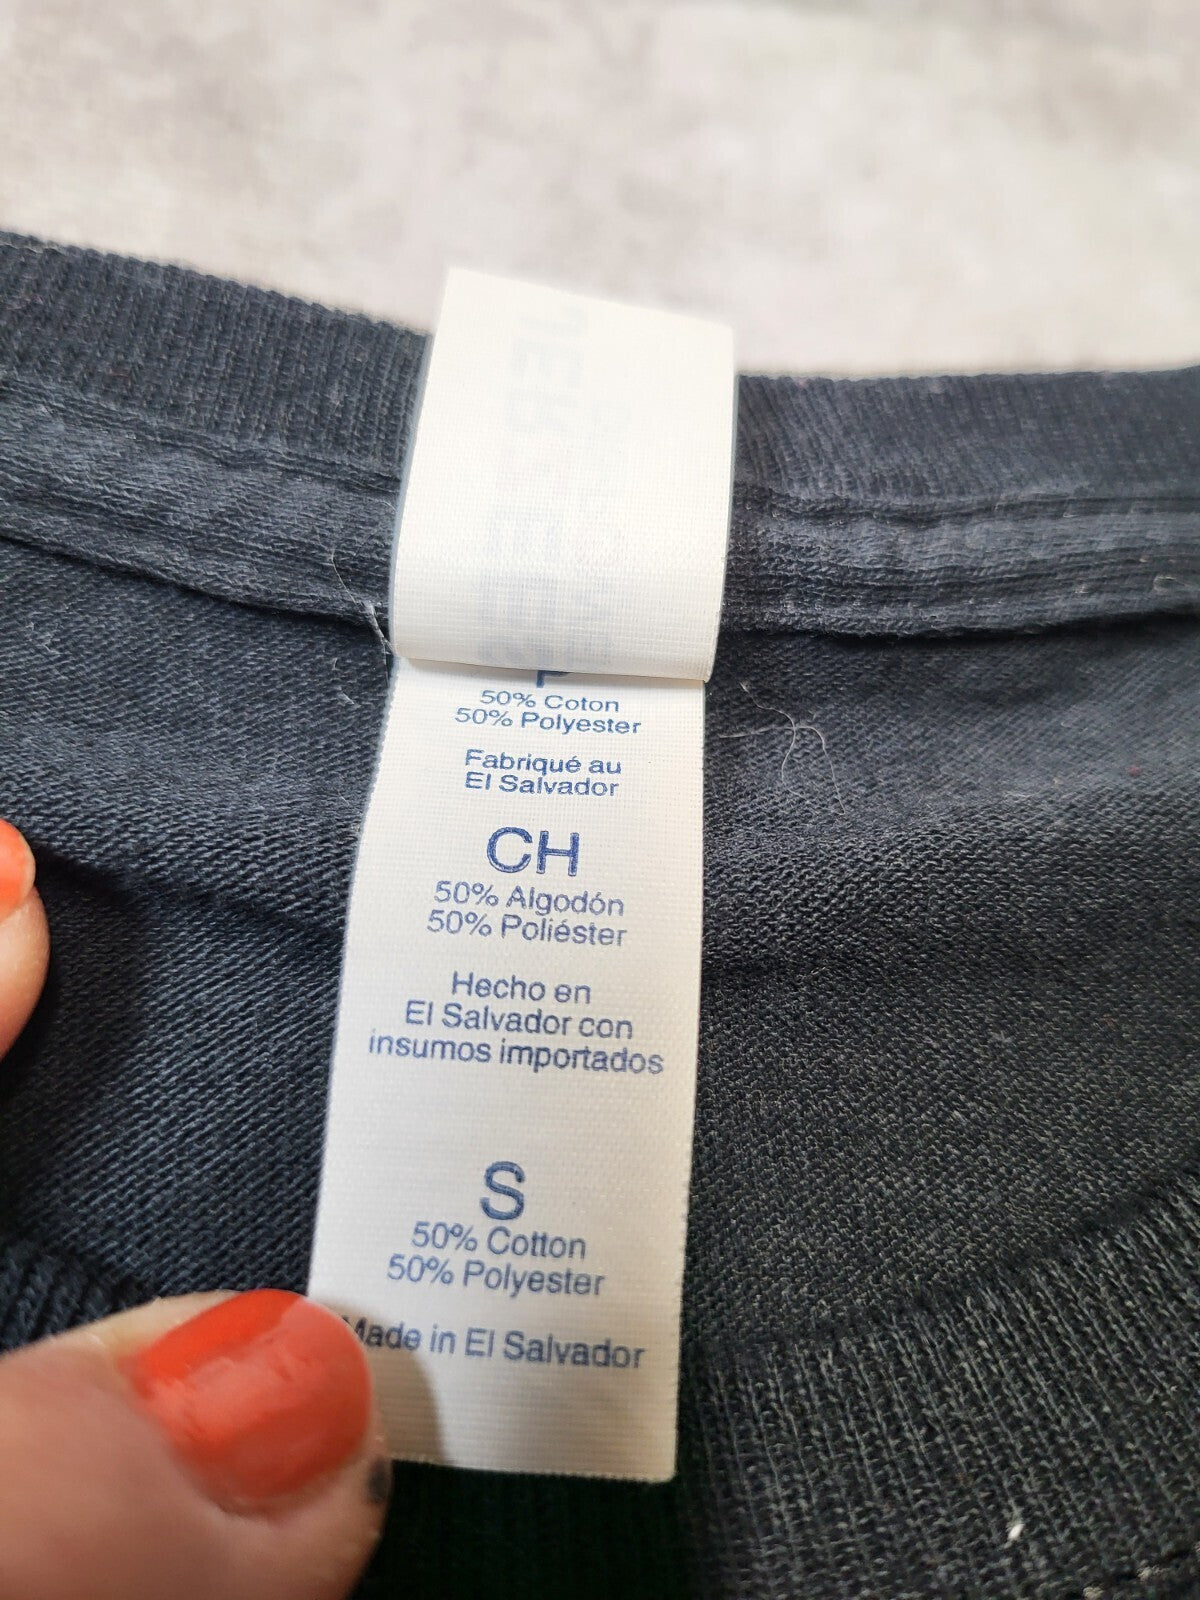 50% Coton
50% Polyester
Fabriqué au
El Salvador
CH
50% Algodón
50% Poliéster
Hecho en
El Salvador con
insumos importados
S
50% Cotton
50% Polyester
Made in El Salvador